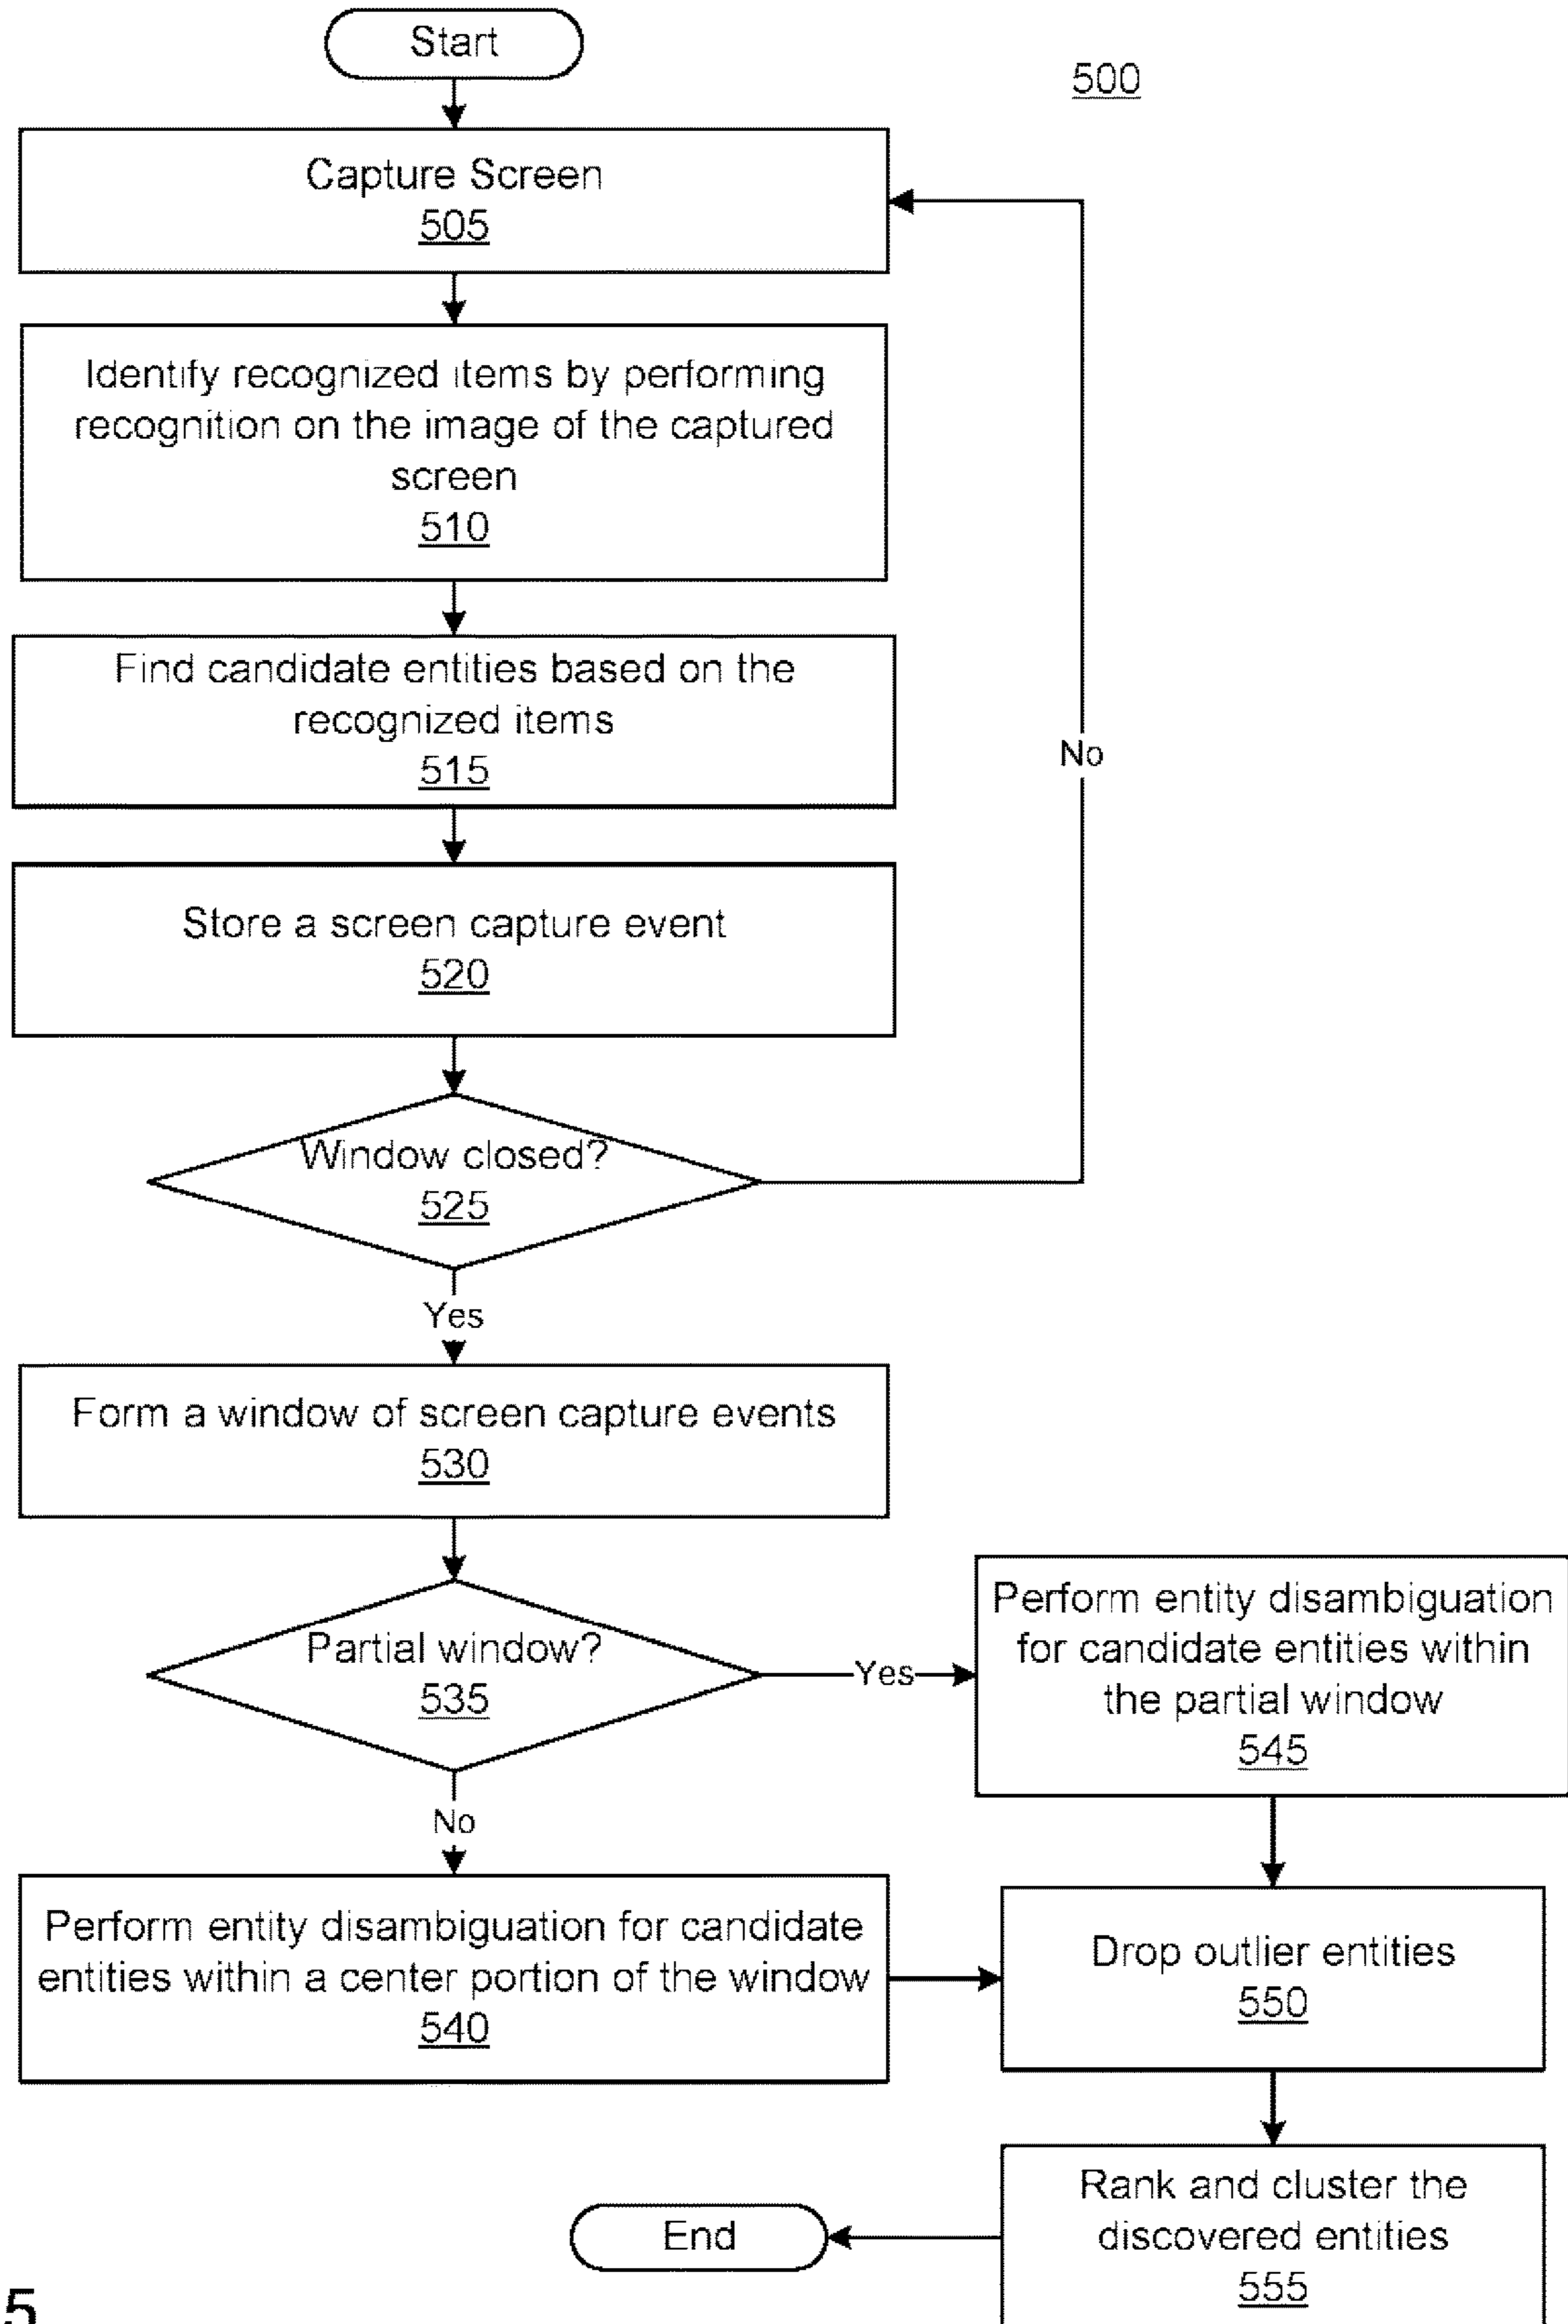 Start
500
Capture Screen
505
Identify recognized items by performing
recognition on the image of the captured
screen
510
Find candidate entities based on the
recognized items
515
No
Store a screen capture event
520
Window closed?
525
Yes
Form a window of screen capture events
530
Partial window?
535
Yes
Perform entity disambiguation
for candidate entities within
the partial window
545
No
Perform entity disambiguation for candidate
entities within a center portion of the window
540
Drop outlier entities
550
Rank and cluster the
discovered entities
555
End
5